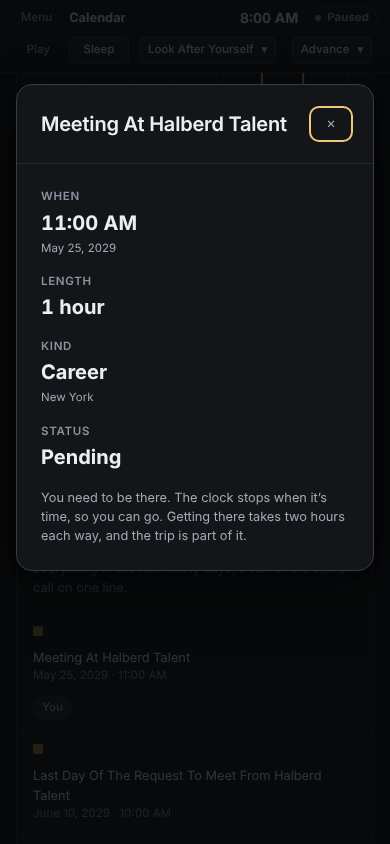 Menu Calendar 8:00 AM Paused
Play Sleep Look After Yourself ▾ Advance ▾
Meeting At Halberd Talent ×
WHEN
11:00 AM
May 25, 2029
LENGTH
1 hour
KIND
Career
New York
STATUS
Pending
You need to be there. The clock stops when it’s
time, so you can go. Getting there takes two hours
each way, and the trip is part of it.
call on one line.
Meeting At Halberd Talent
May 25, 2029 · 11:00 AM
You
Last Day Of The Request To Meet From Halberd
Talent
June 10, 2029 · 10:00 AM